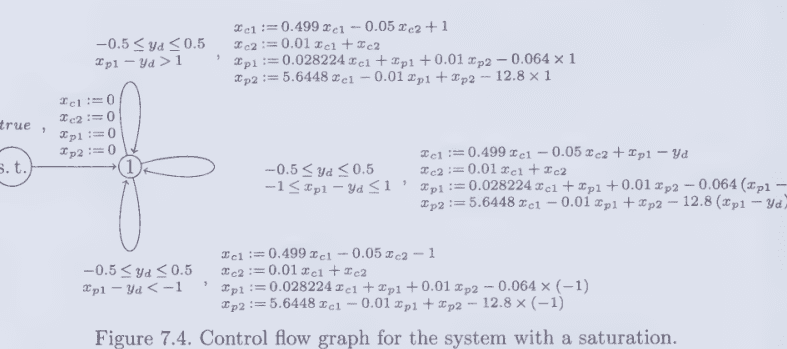 x_{c1} := 0.499 x_{c1} − 0.05 x_{c2} + 1
−0.5 ≤ y_d ≤ 0.5 x_{c2} := 0.01 x_{c1} + x_{c2}
x_{p1} − y_d > 1 , x_{p1} := 0.028224 x_{c1} + x_{p1} + 0.01 x_{p2} − 0.064 × 1
x_{p2} := 5.6448 x_{c1} − 0.01 x_{p1} + x_{p2} − 12.8 × 1
x_{c1} := 0
true , x_{c2} := 0
x_{p1} := 0
x_{p2} := 0
s.t.
1
x_{c1} := 0.499 x_{c1} − 0.05 x_{c2} + x_{p1} − y_d
−0.5 ≤ y_d ≤ 0.5 x_{c2} := 0.01 x_{c1} + x_{c2}
−1 ≤ x_{p1} − y_d ≤ 1 , x_{p1} := 0.028224 x_{c1} + x_{p1} + 0.01 x_{p2} − 0.064 (x_{p1} −
x_{p2} := 5.6448 x_{c1} − 0.01 x_{p1} + x_{p2} − 12.8 (x_{p1} − y_d)
x_{c1} := 0.499 x_{c1} − 0.05 x_{c2} − 1
−0.5 ≤ y_d ≤ 0.5 x_{c2} := 0.01 x_{c1} + x_{c2}
x_{p1} − y_d < −1 , x_{p1} := 0.028224 x_{c1} + x_{p1} + 0.01 x_{p2} − 0.064 × (−1)
x_{p2} := 5.6448 x_{c1} − 0.01 x_{p1} + x_{p2} − 12.8 × (−1)
Figure 7.4. Control flow graph for the system with a saturation.